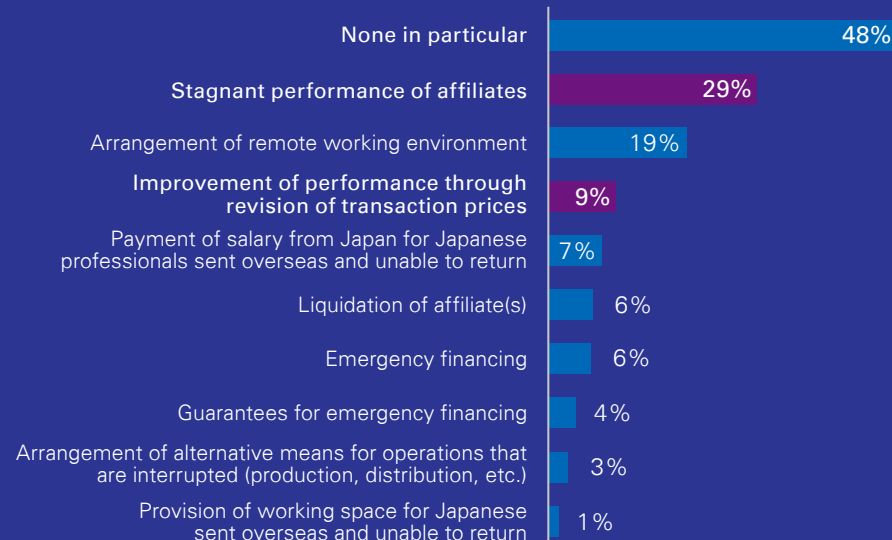 None in particular 48%
Stagnant performance of affiliates 29%
Arrangement of remote working environment 19%
Improvement of performance through
revision of transaction prices 9%
Payment of salary from Japan for Japanese
professionals sent overseas and unable to return 7%
Liquidation of affiliate(s) 6%
Emergency financing 6%
Guarantees for emergency financing 4%
Arrangement of alternative means for operations that
are interrupted (production, distribution, etc.) 3%
Provision of working space for Japanese
sent overseas and unable to return 1%